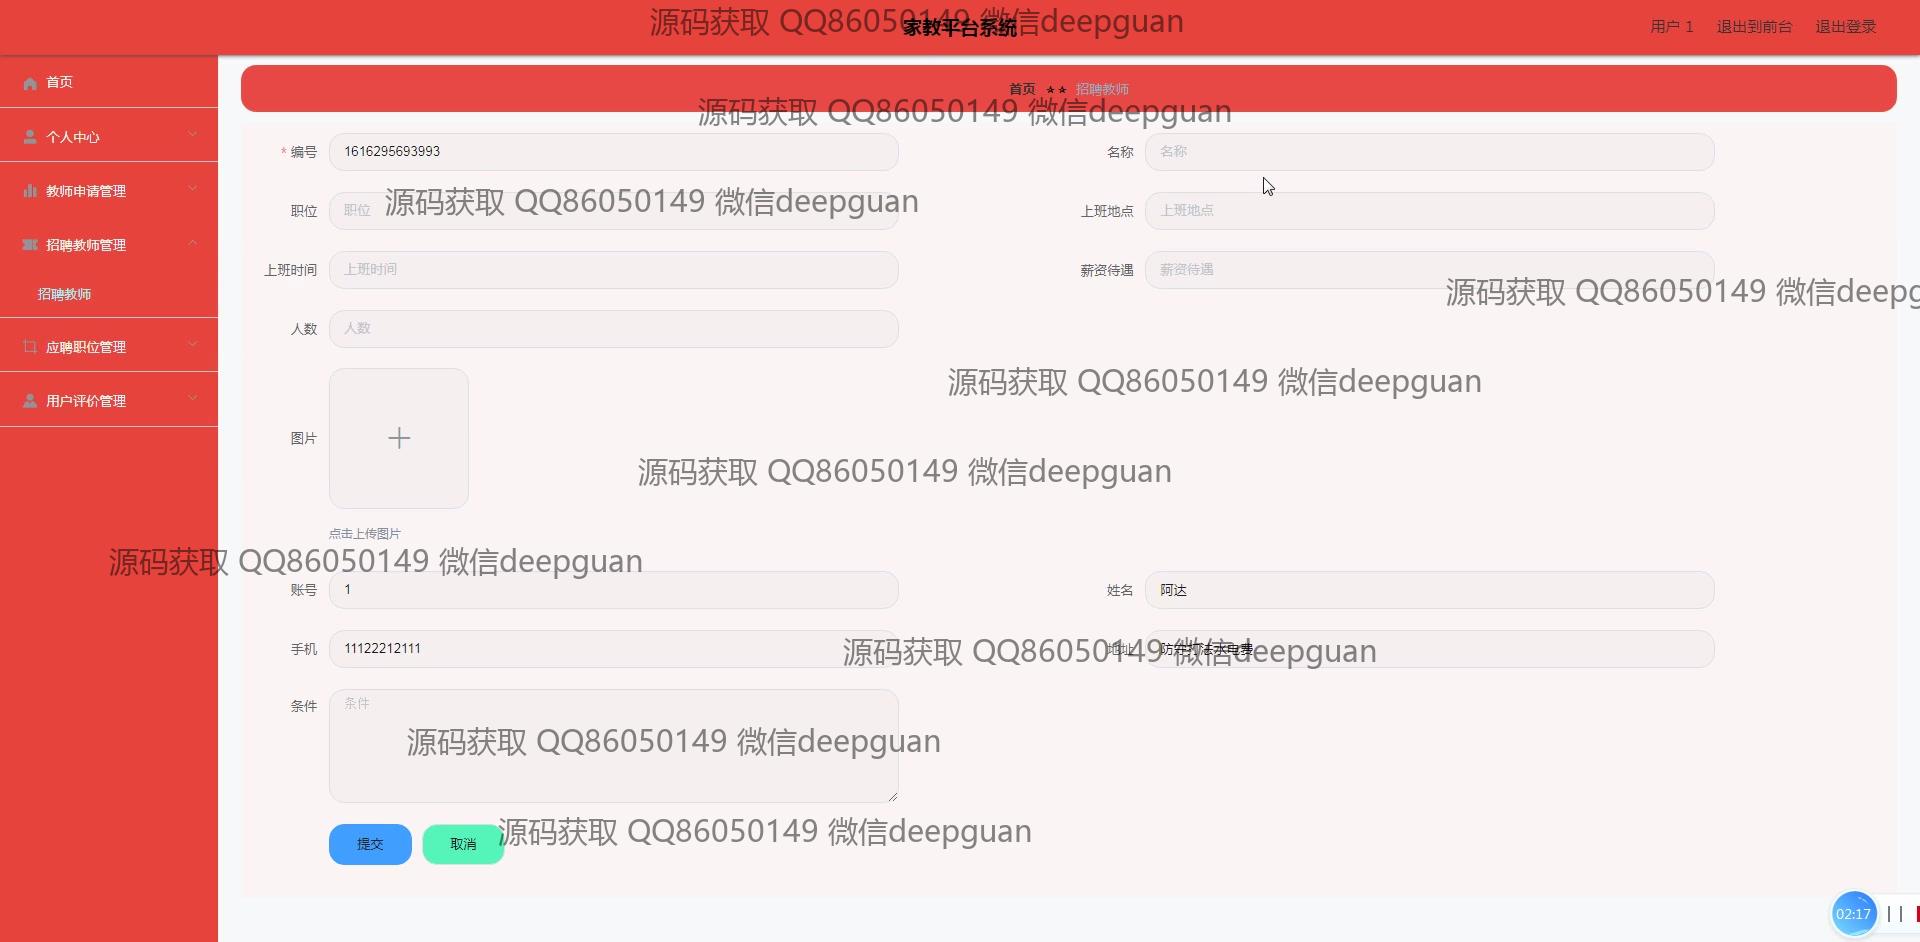 源码获取 QQ86050149 微信deepguan
家教平台系统
用户 1 退出到前台 退出登录
首页
个人中心
教师申请管理
招聘教师管理
招聘教师
应聘职位管理
用户评价管理
首页 ★★ 招聘教师
源码获取 QQ86050149 微信deepguan
* 编号 1616295693993
名称 名称
职位 职位
源码获取 QQ86050149 微信deepguan
上班地点 上班地点
上班时间 上班时间
薪资待遇 薪资待遇
源码获取 QQ86050149 微信deepg
人数 人数
源码获取 QQ86050149 微信deepguan
图片
源码获取 QQ86050149 微信deepguan
点击上传图片
源码获取 QQ86050149 微信deepguan
账号 1
姓名 阿达
手机 11122212111
地址
源码获取 QQ86050149 微信deepguan
条件 条件
源码获取 QQ86050149 微信deepguan
提交 取消
源码获取 QQ86050149 微信deepguan
02:17